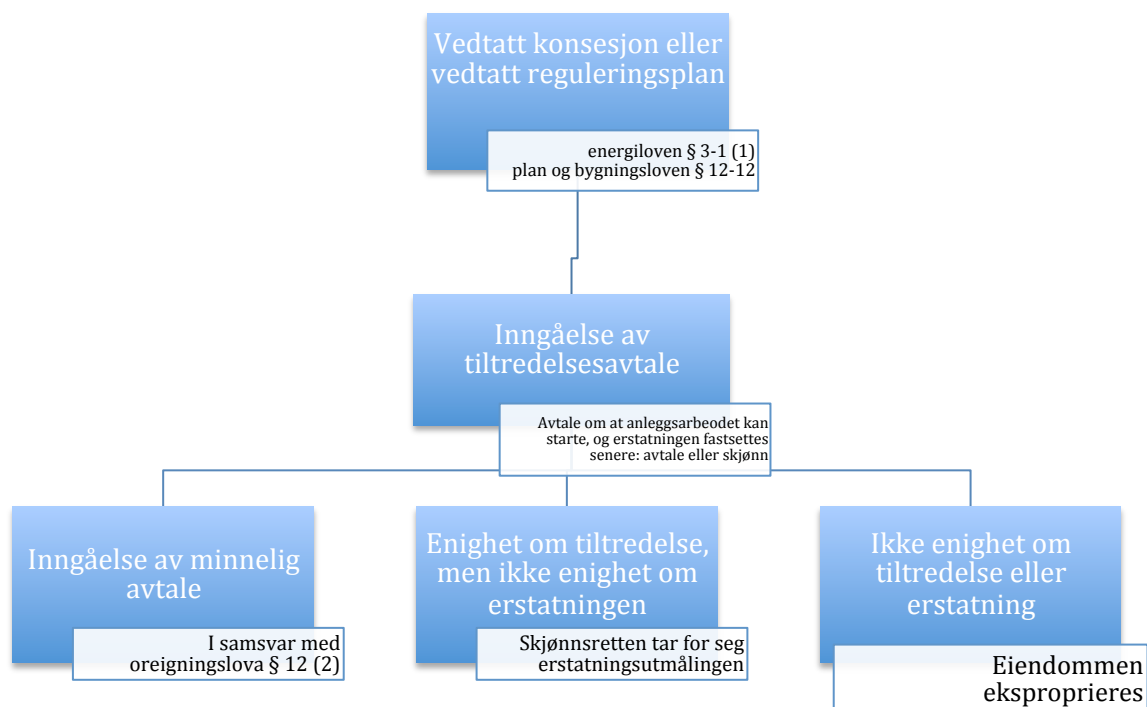 Vedtatt konsesjon eller
vedtatt reguleringsplan
energiloven § 3-1 (1)
plan og bygningsloven § 12-12
Inngåelse av
tiltredelsesavtale
Avtale om at anleggsarbeodet kan
starte, og erstatningen fastsettes
senere: avtale eller skjønn
Inngåelse av minnelig
avtale
I samsvar med
oreigningslova § 12 (2)
Enighet om tiltredelse,
men ikke enighet om
erstatningen
Skjønnsretten tar for seg
erstatningsutmålingen
Ikke enighet om
tiltredelse eller
erstatning
Eiendommen
eksproprieres